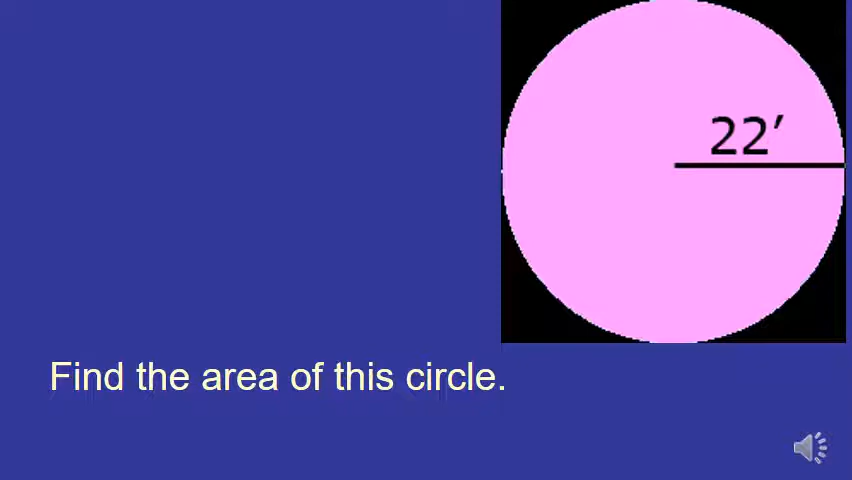 22′
Find the area of this circle.